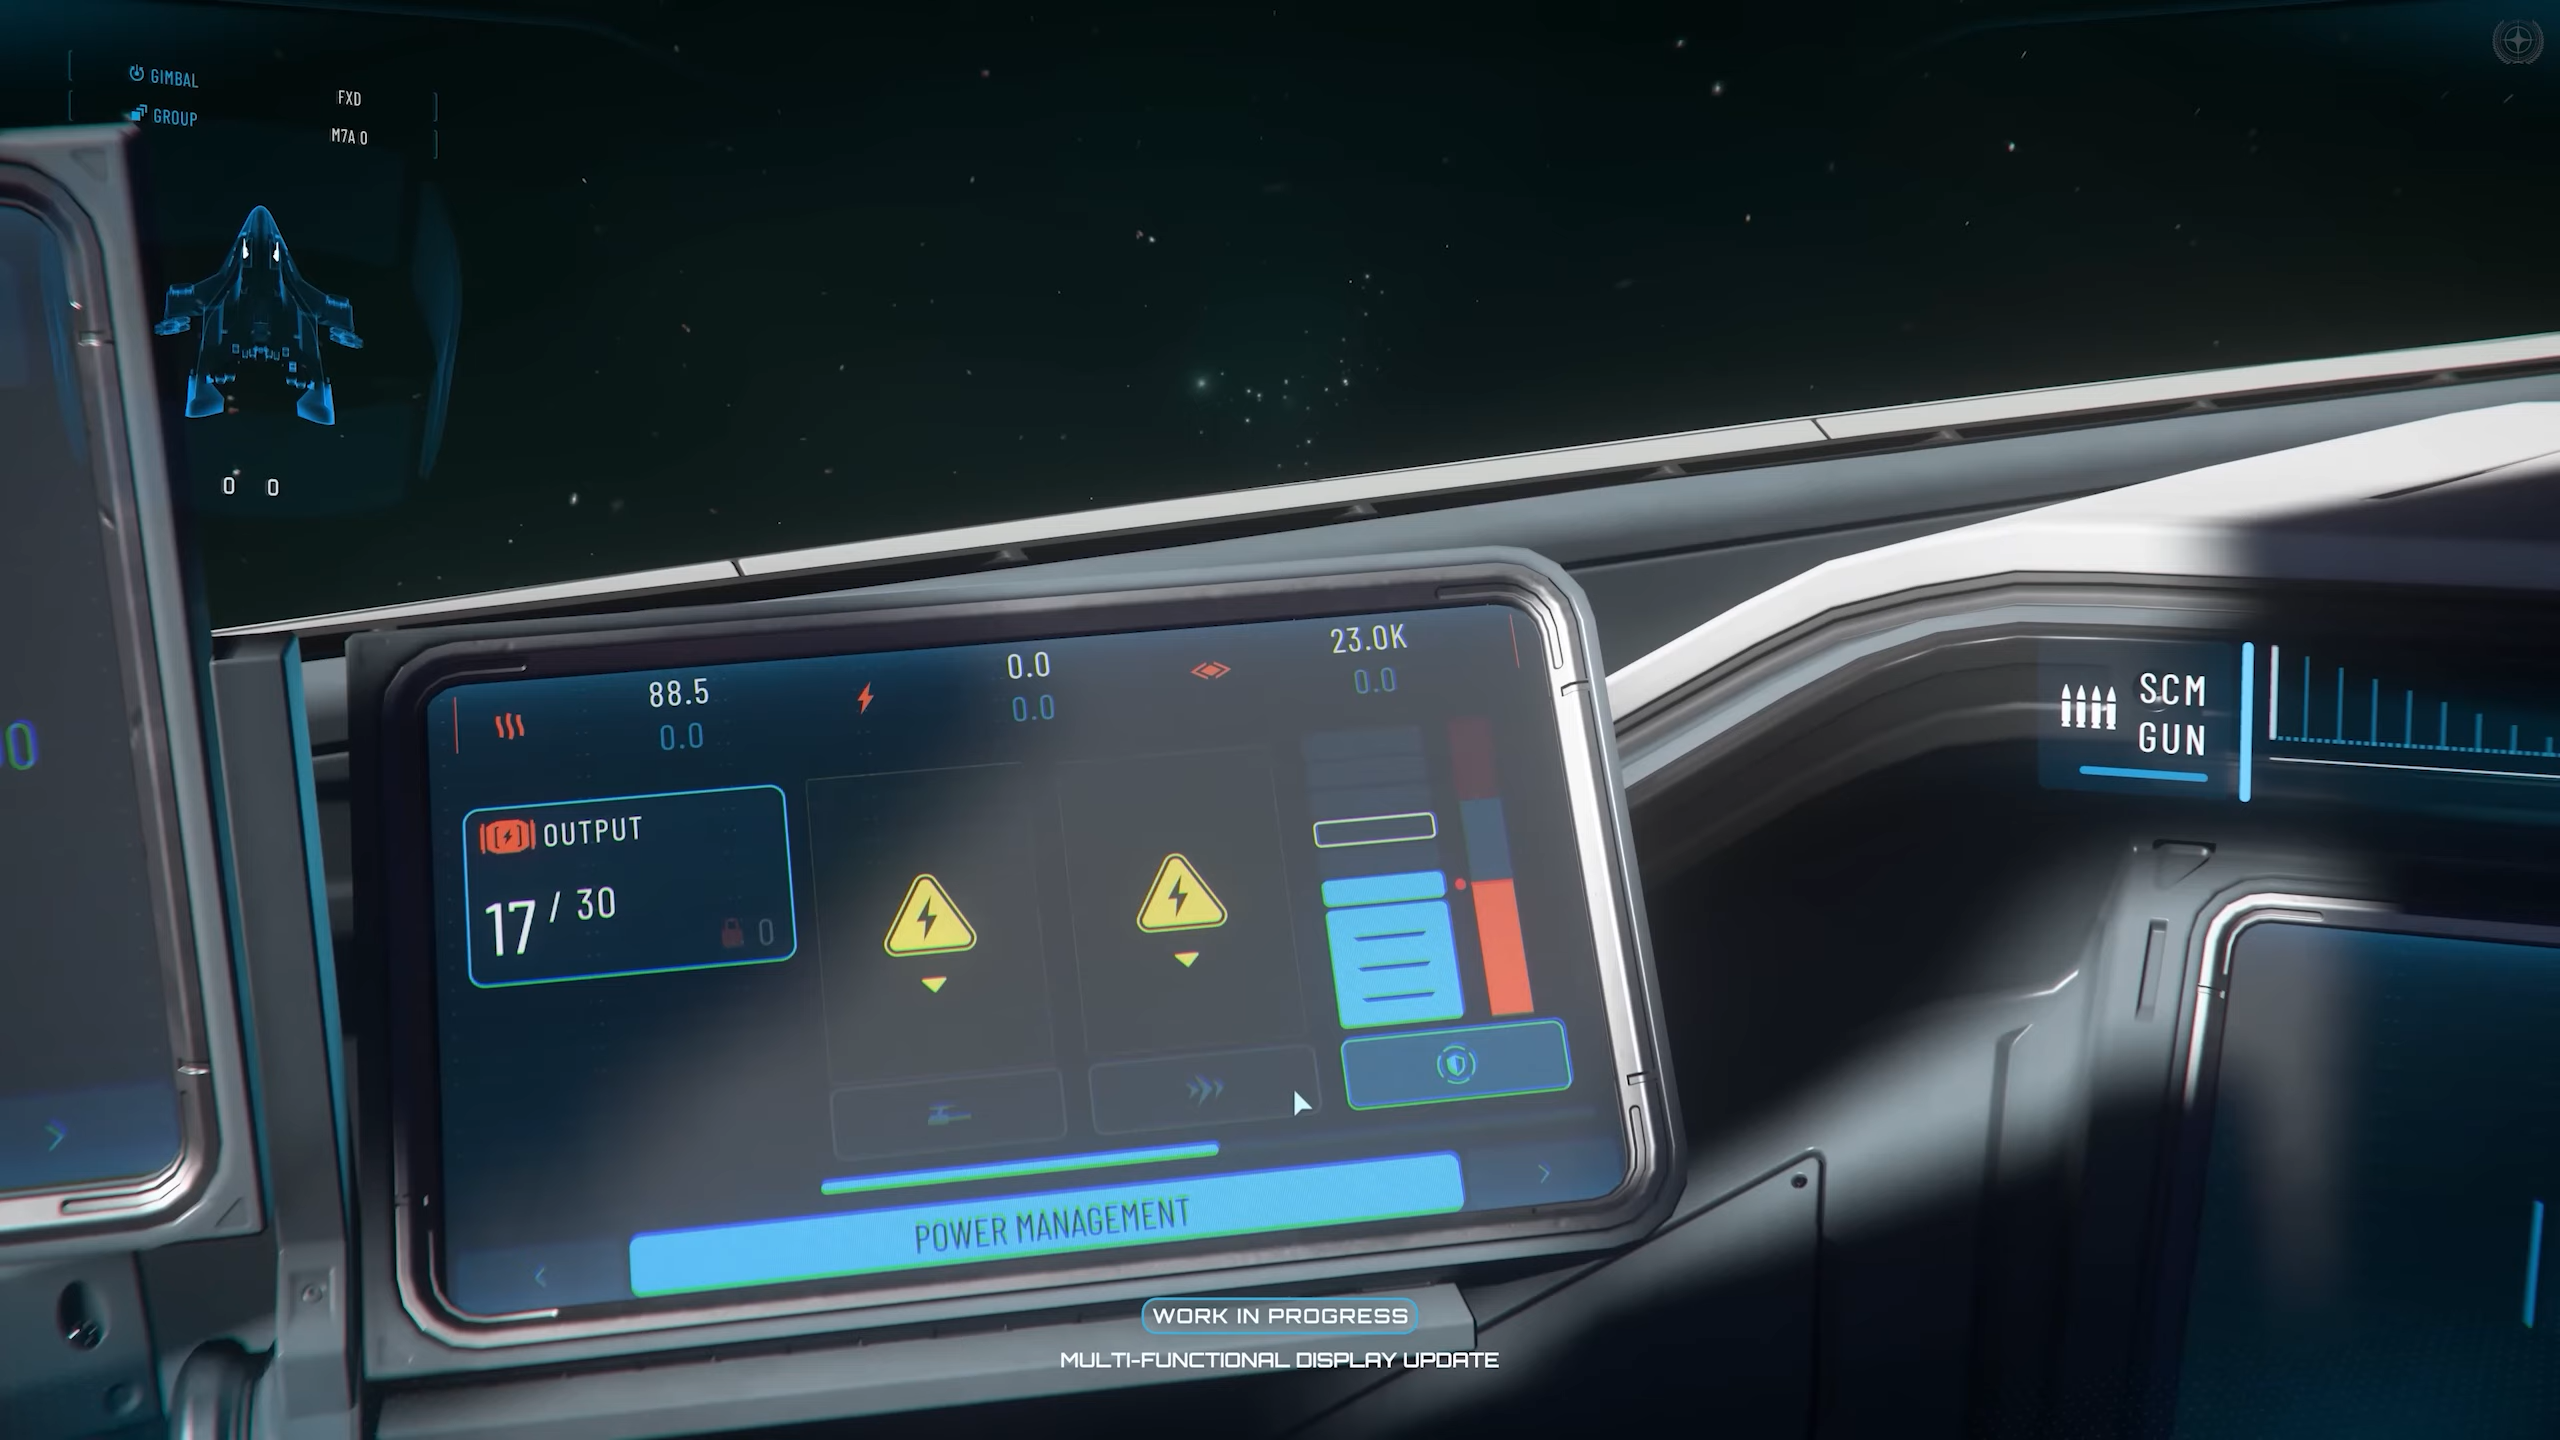 GIMBAL FXD
GROUP M7A 0
0 0
88.5 0.0 23.0K
0.0 0.0 0.0
OUTPUT
17 / 30
0
POWER MANAGEMENT
SCM
GUN
WORK IN PROGRESS
MULTI-FUNCTIONAL DISPLAY UPDATE